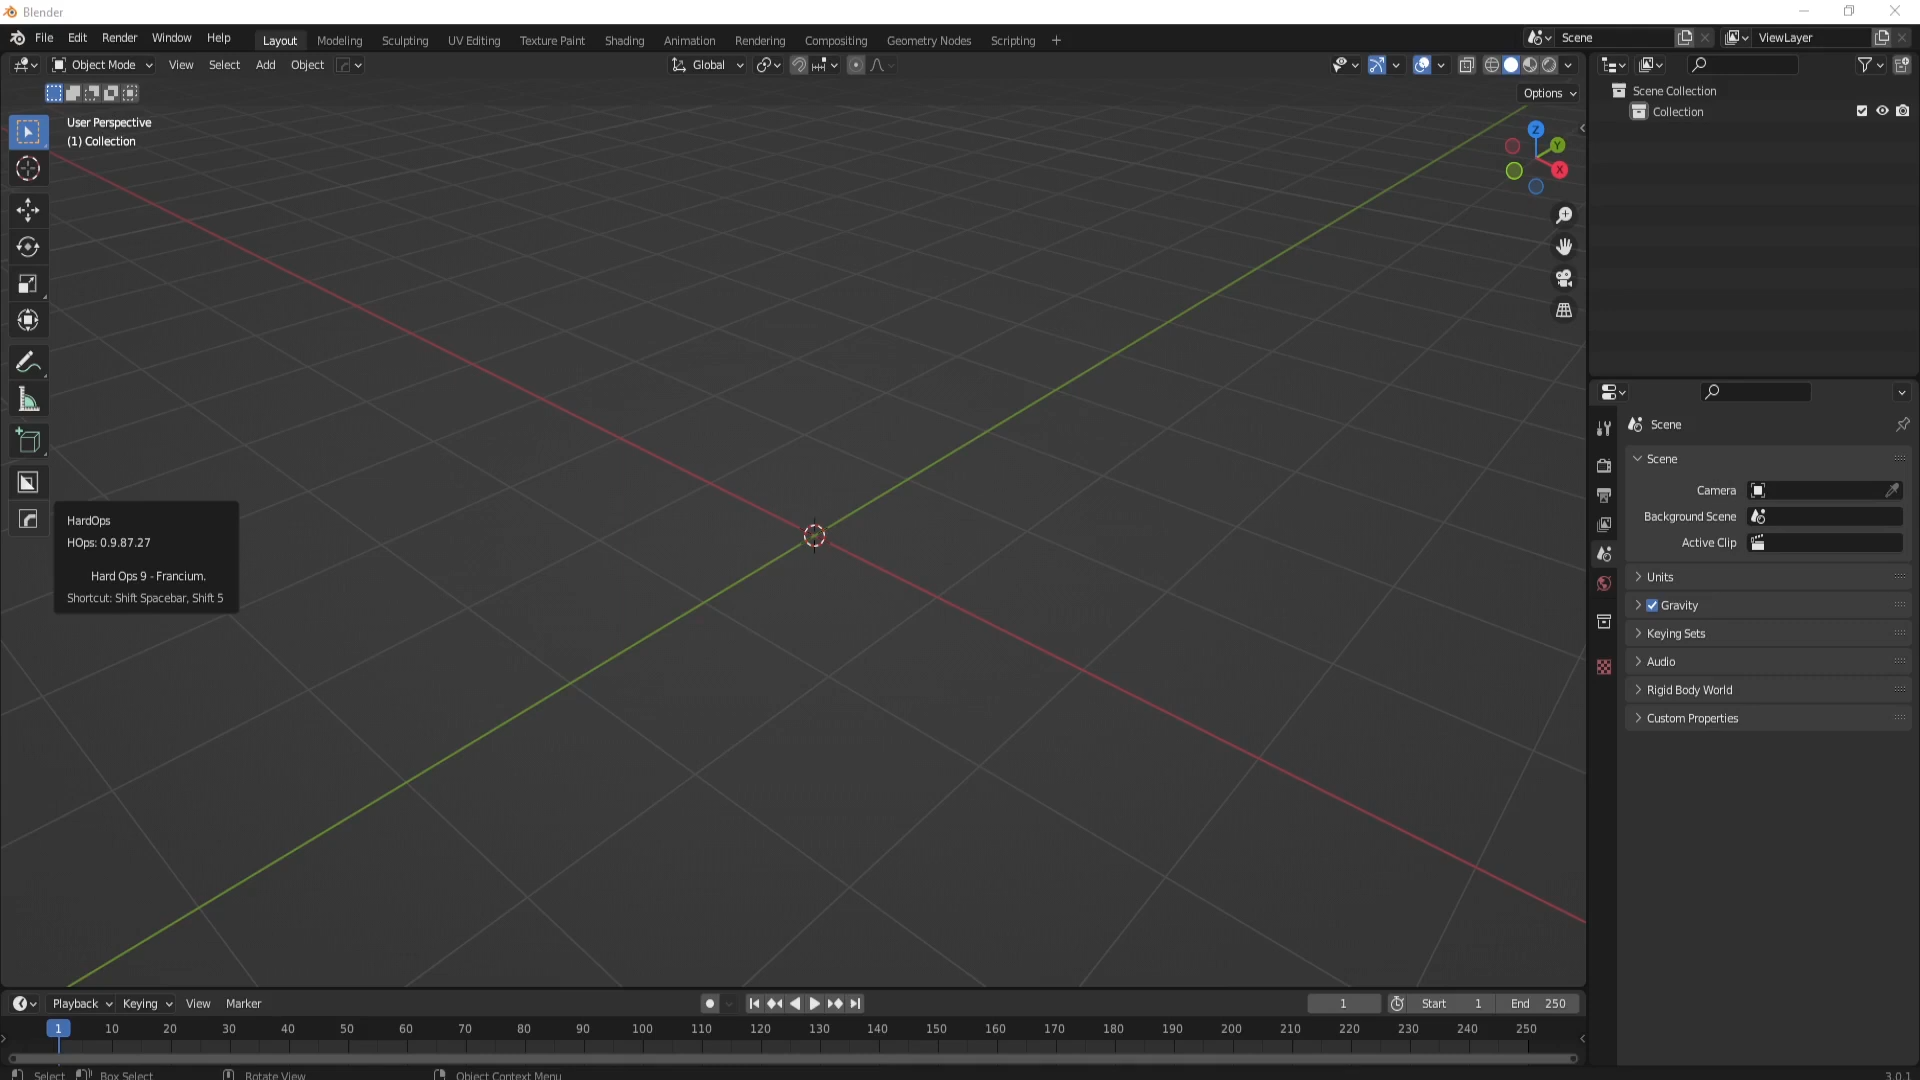 Blender
File Edit Render Window Help Layout Modeling Sculpting UV Editing Texture Paint Shading Animation Rendering Compositing Geometry Nodes Scripting Scene ViewLayer
Object Mode View Select Add Object Global
Options
User Perspective
(1) Collection
Z
Y
X
Scene Collection
Collection
HardOps
HOps: 0.9.87.27
Hard Ops 9 - Francium.
Shortcut: Shift Spacebar, Shift 5
Scene
Scene
Camera
Background Scene
Active Clip
Units
Gravity
Keying Sets
Audio
Rigid Body World
Custom Properties
Playback Keying View Marker 1 Start 1 End 250
1 10 20 30 40 50 60 70 80 90 100 110 120 130 140 150 160 170 180 190 200 210 220 230 240 250
Select Box Select Rotate View Object Context Menu 3.0.1